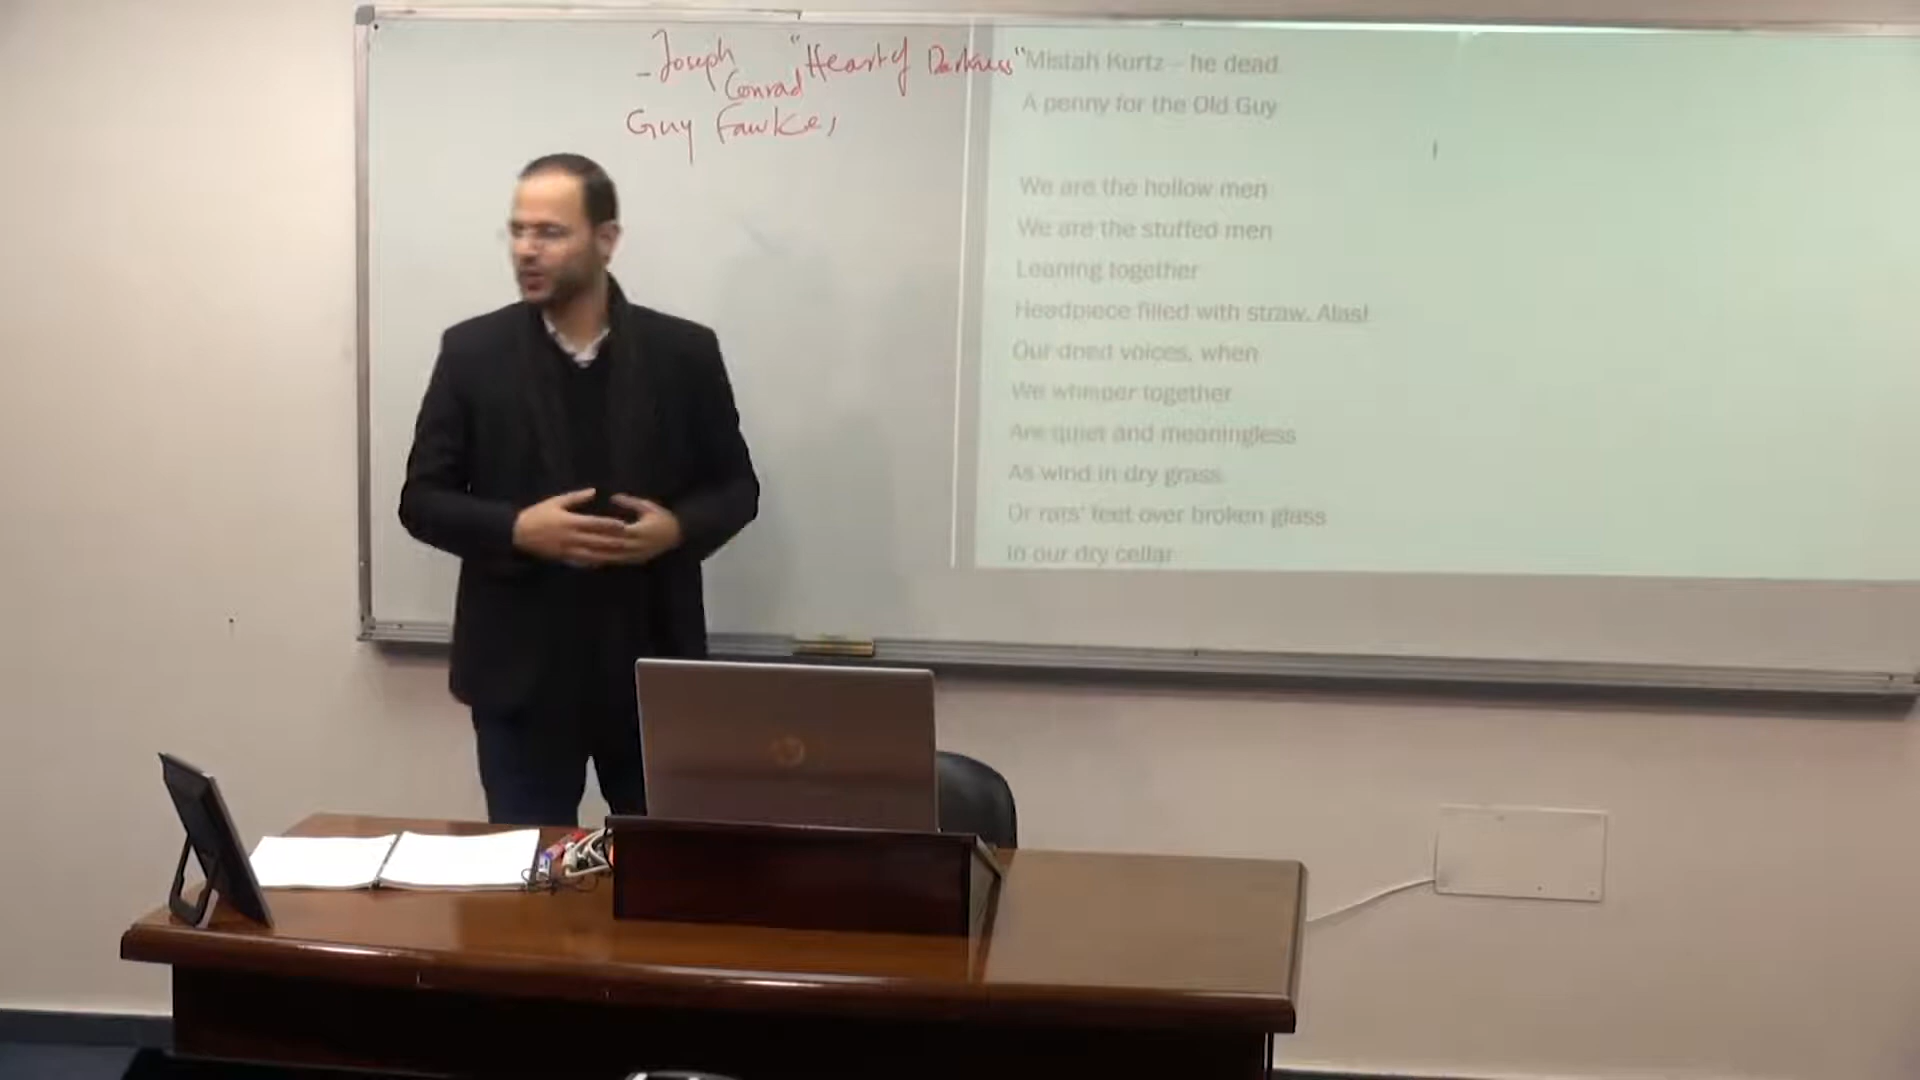 - Joseph Conrad "Heart of Darkness"
Guy Fawkes
Mistah Kurtz – he dead
A penny for the Old Guy
I
We are the hollow men
We are the stuffed men
Leaning together
Headpiece filled with straw. Alas!
Our dried voices, when
We whisper together
Are quiet and meaningless
As wind in dry grass
Or rats' feet over broken glass
In our dry cellar